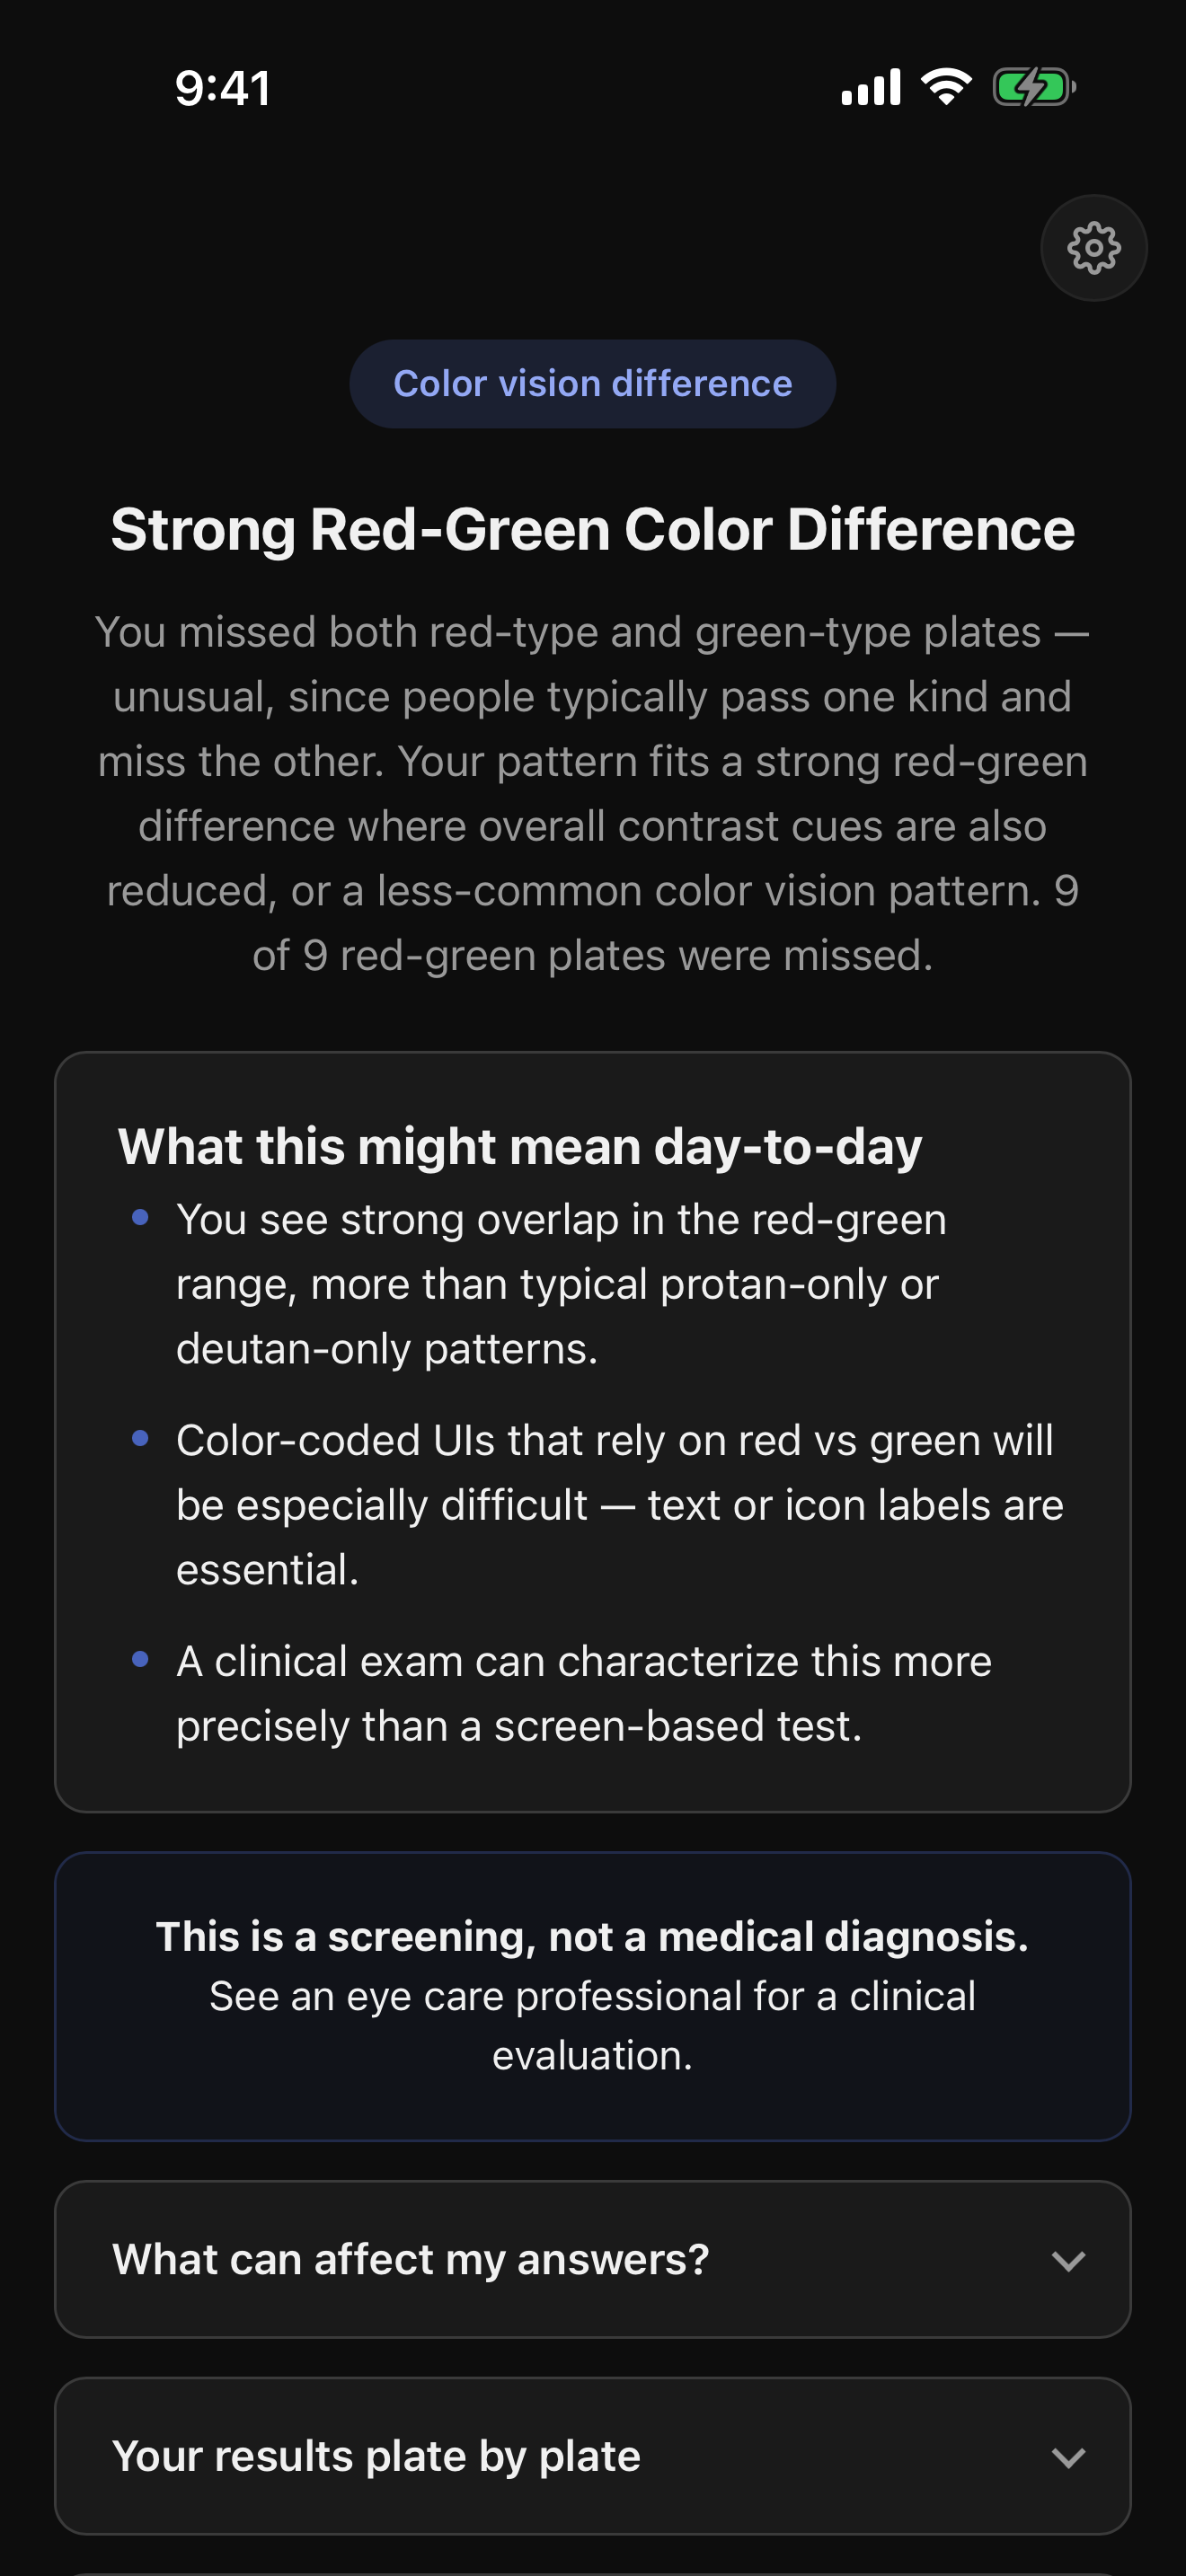 9:41
Color vision difference
Strong Red-Green Color Difference
You missed both red-type and green-type plates —
unusual, since people typically pass one kind and
miss the other. Your pattern fits a strong red-green
difference where overall contrast cues are also
reduced, or a less-common color vision pattern. 9
of 9 red-green plates were missed.
What this might mean day-to-day
You see strong overlap in the red-green
range, more than typical protan-only or
deutan-only patterns.
Color-coded UIs that rely on red vs green will
be especially difficult — text or icon labels are
essential.
A clinical exam can characterize this more
precisely than a screen-based test.
This is a screening, not a medical diagnosis.
See an eye care professional for a clinical
evaluation.
What can affect my answers?
Your results plate by plate